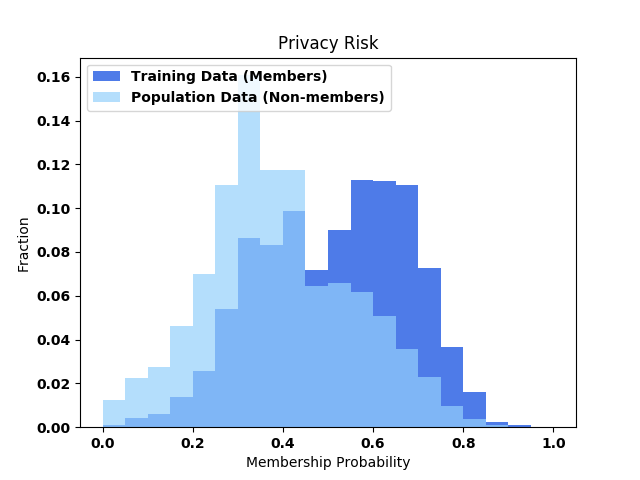 Privacy Risk
Training Data (Members)
Population Data (Non-members)
0.16
0.14
0.12
0.10
0.08
0.06
0.04
0.02
0.00
Fraction
0.0 0.2 0.4 0.6 0.8 1.0
Membership Probability